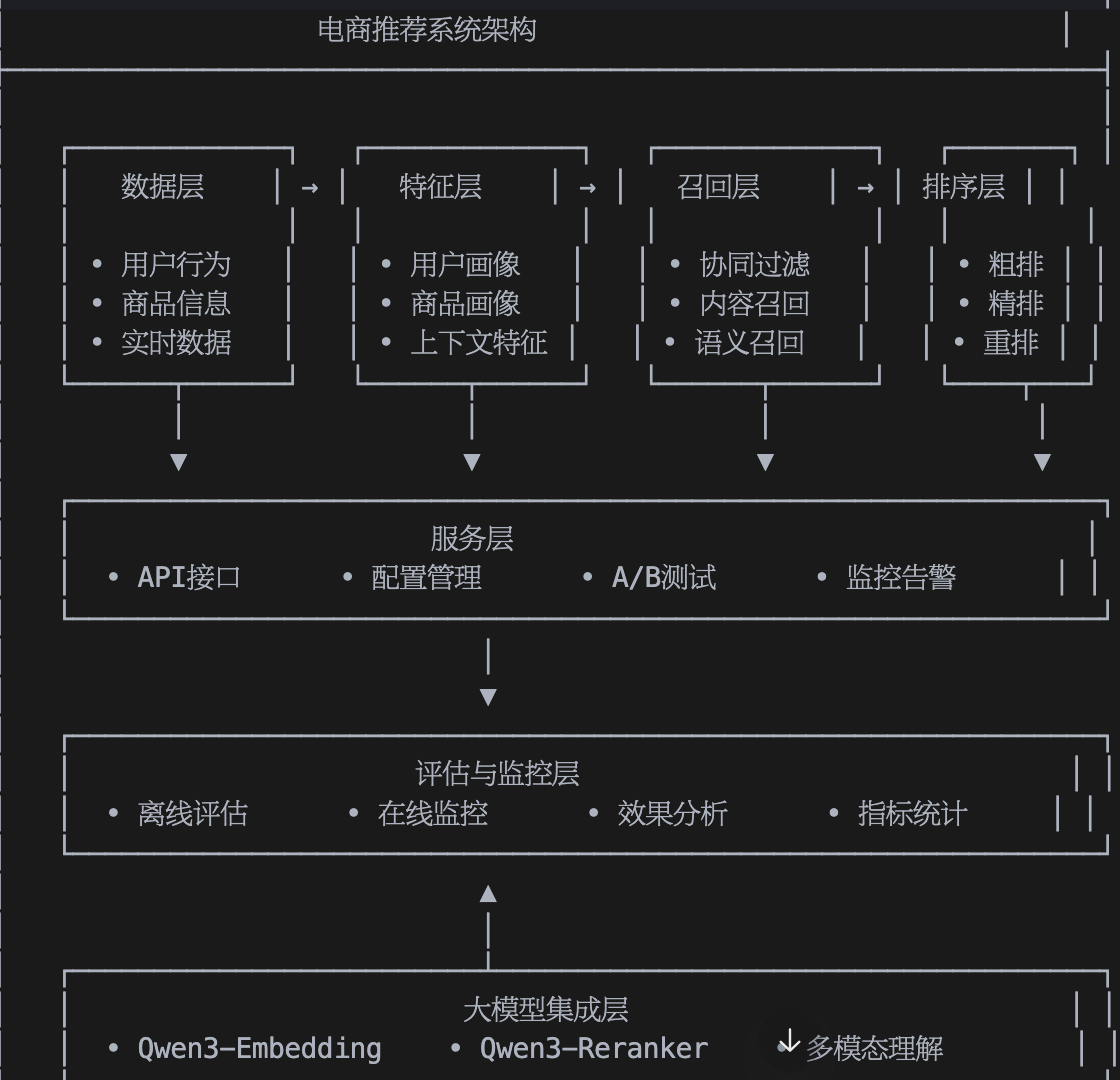 电商推荐系统架构
数据层 → 特征层 → 召回层 → 排序层
• 用户行为 • 用户画像 • 协同过滤 • 粗排
• 商品信息 • 商品画像 • 内容召回 • 精排
• 实时数据 • 上下文特征 • 语义召回 • 重排
服务层
• API接口 • 配置管理 • A/B测试 • 监控告警
评估与监控层
• 离线评估 • 在线监控 • 效果分析 • 指标统计
大模型集成层
• Qwen3-Embedding • Qwen3-Reranker • 多模态理解